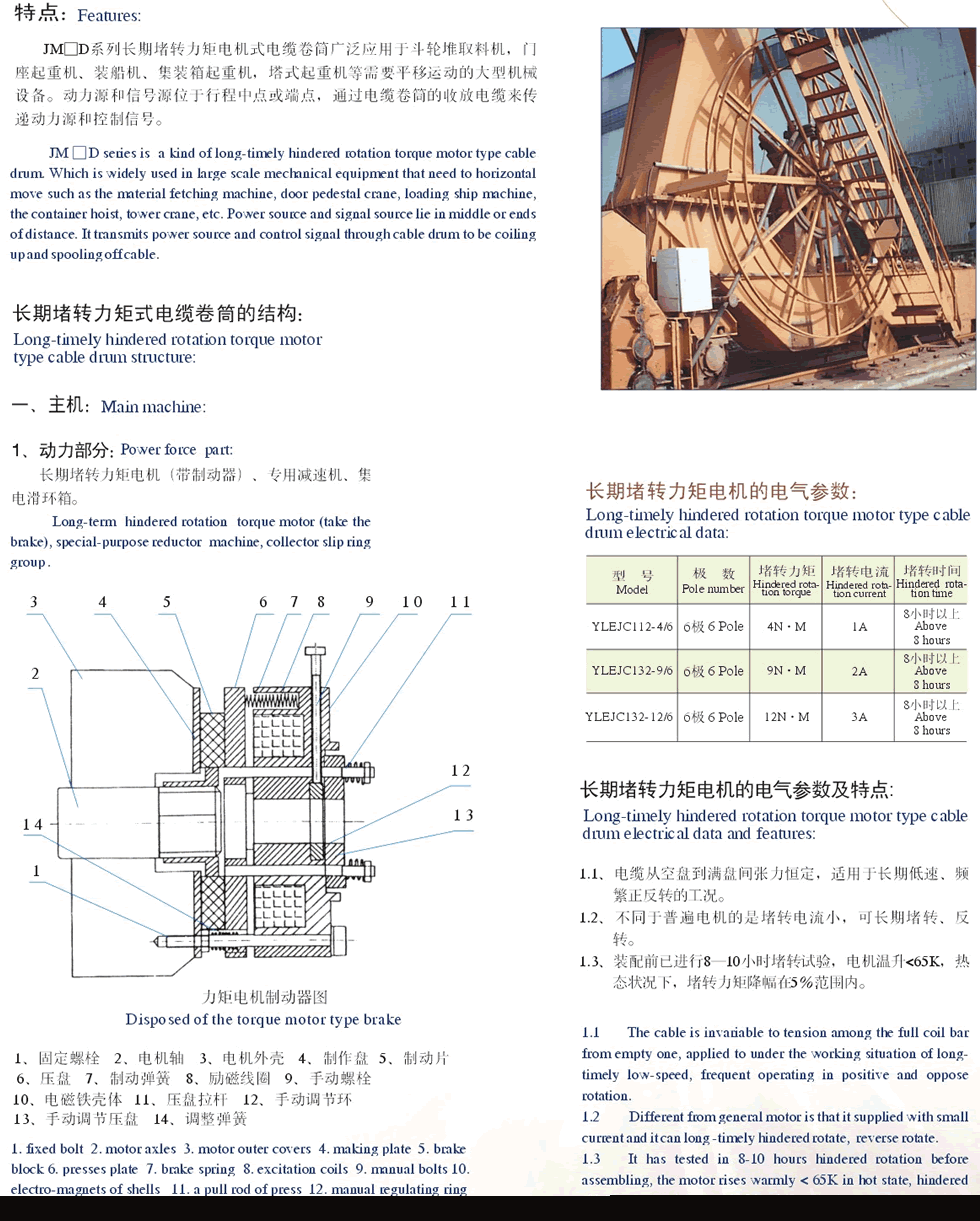 特点：Features:
JM□D系列长期堵转力矩电机式电缆卷筒广泛应用于斗轮堆取料机，门
座起重机、装船机、集装箱起重机，塔式起重机等需要平移运动的大型机械
设备。动力源和信号源位于行程中点或端点，通过电缆卷筒的收放电缆来传
递动力源和控制信号。
JM □D series is a kind of long-timely hindered rotation torque motor type cable
drum. Which is widely used in large scale mechanical equipment that need to horizontal
move such as the material fetching machine, door pedestal crane, loading ship machine,
the container hoist, tower crane, etc. Power source and signal source lie in middle or ends
of distance. It transmits power source and control signal through cable drum to be coiling
up and spooling off cable.
长期堵转力矩式电缆卷筒的结构：
Long-timely hindered rotation torque motor
type cable drum structure:
一、主机：Main machine:
1、动力部分：Power force part:
长期堵转力矩电机（带制动器）、专用减速机、集
电滑环箱。
Long-term hindered rotation torque motor (take the
brake), special-purpose reductor machine, collector slip ring
group.
3 4 5 6 7 8 9 10 11
2
12
13
14
1
力矩电机制动器图
Disposed of the torque motor type brake
1、固定螺栓 2、电机轴 3、电机外壳 4、制作盘 5、制动片
6、压盘 7、制动弹簧 8、励磁线圈 9、手动螺栓
10、电磁铁壳体 11、压盘拉杆 12、手动调节环
13、手动调节压盘 14、调整弹簧
1. fixed bolt 2. motor axles 3. motor outer covers 4. making plate 5. brake
block 6. presses plate 7. brake spring 8. excitation coils 9. manual bolts 10.
electro-magnets of shells 11. a pull rod of press 12. manual regulating ring
长期堵转力矩电机的电气参数：
Long-timely hindered rotation torque motor type cable
drum electrical data:
型 号 极 数 堵转力矩 堵转电流 堵转时间
Model Pole number Hindered rota- Hindered rota- Hindered rota-
tion torque tion current tion time
YLEJC112-4/6 6极 6 Pole 4N·M 1A 8小时以上
Above
8 hours
YLEJC132-9/6 6极 6 Pole 9N·M 2A 8小时以上
Above
8 hours
YLEJC132-12/6 6极 6 Pole 12N·M 3A 8小时以上
Above
8 hours
长期堵转力矩电机的电气参数及特点:
Long-timely hindered rotation torque motor type cable
drum electrical data and features:
1.1、电缆从空盘到满盘间张力恒定，适用于长期低速、频
繁正反转的工况。
1.2、不同于普遍电机的是堵转电流小，可长期堵转、反
转。
1.3、装配前已进行8—10小时堵转试验，电机温升<65K，热
态状况下，堵转力矩降幅在5%范围内。
1.1 The cable is invariable to tension among the full coil bar
from empty one, applied to under the working situation of long-
timely low-speed, frequent operating in positive and oppose
rotation.
1.2 Different from general motor is that it supplied with small
current and it can long -timely hindered rotate, reverse rotate.
1.3 It has tested in 8-10 hours hindered rotation before
assembling, the motor rises warmly < 65K in hot state, hindered